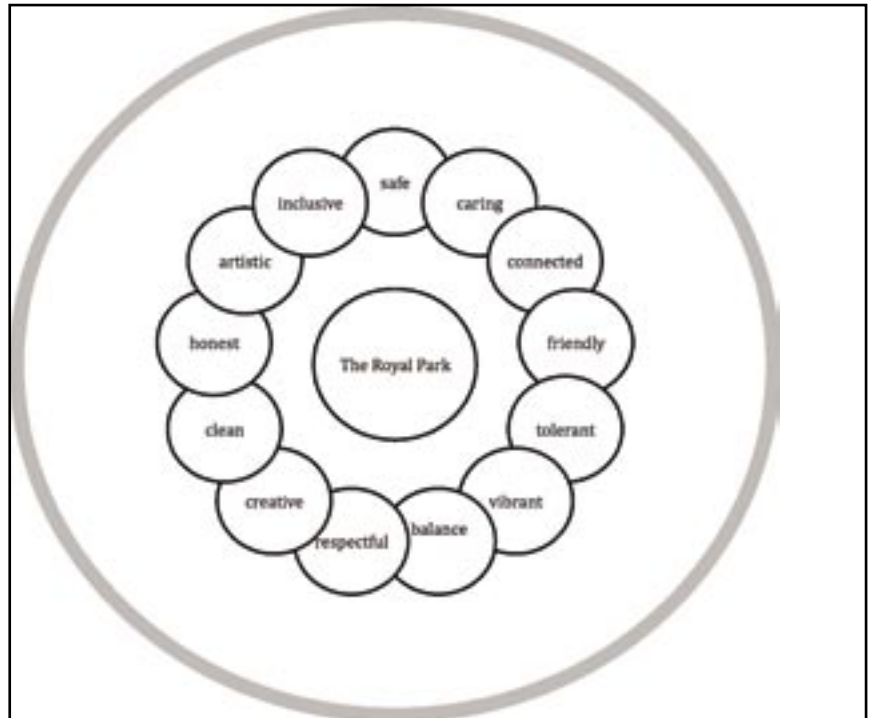 safe
caring
connected
friendly
tolerant
vibrant
balance
respectful
creative
clean
honest
artistic
inclusive
The Royal Park